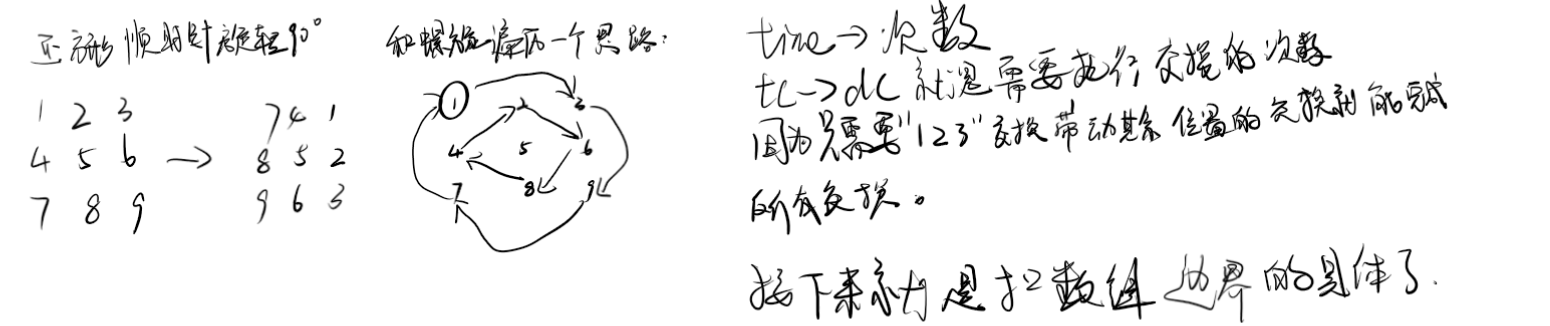 正方形顺时针旋转90°
和螺旋遍历一个思路:
1 2 3
4 5 6 → 8 5 2
7 8 9
7 4 1
9 6 3
1 2 3
4 5 6
7 8 9
time→次数
tc→dc 就是需要执行交换的次数
因为只需要"123"交换带动其余位置的交换就能完成
所有交换。
接下来就是扣数组边界的具体了.